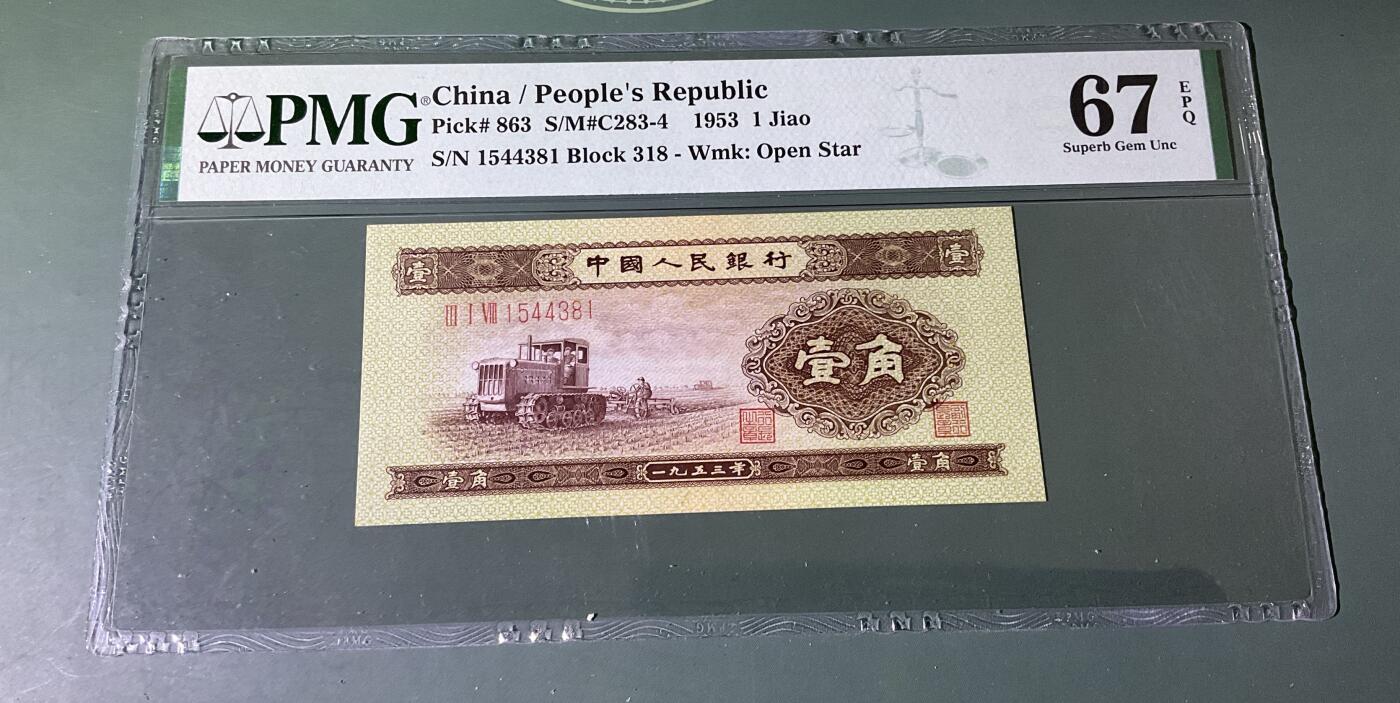 PMG®
PAPER MONEY GUARANTY
China / People's Republic
Pick# 863 S/M#C283-4 1953 1 Jiao
S/N 1544381 Block 318 - Wmk: Open Star
67
EPQ
Superb Gem Unc
壹 中國人民銀行 壹
III I VIII 1544381
壹角
壹角 一九五三年 壹角